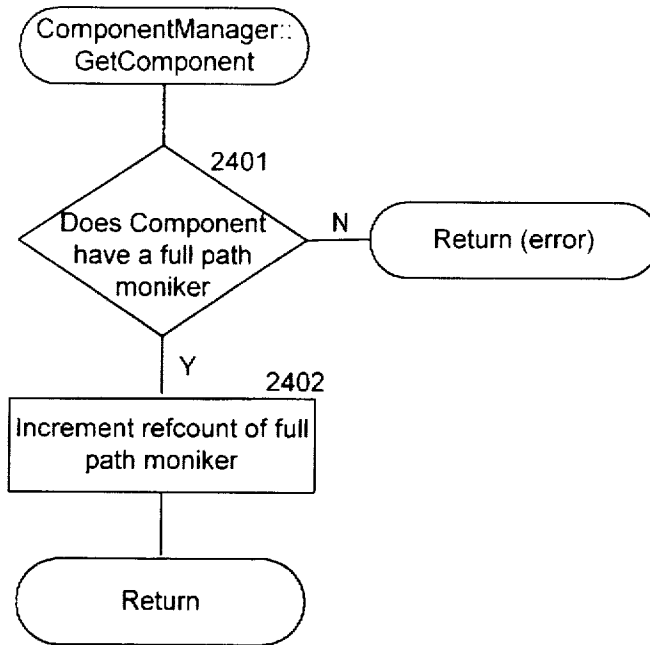 ComponentManager::
GetComponent
2401
Does Component
have a full path
moniker
N
Return (error)
Y
2402
Increment refcount of full
path moniker
Return